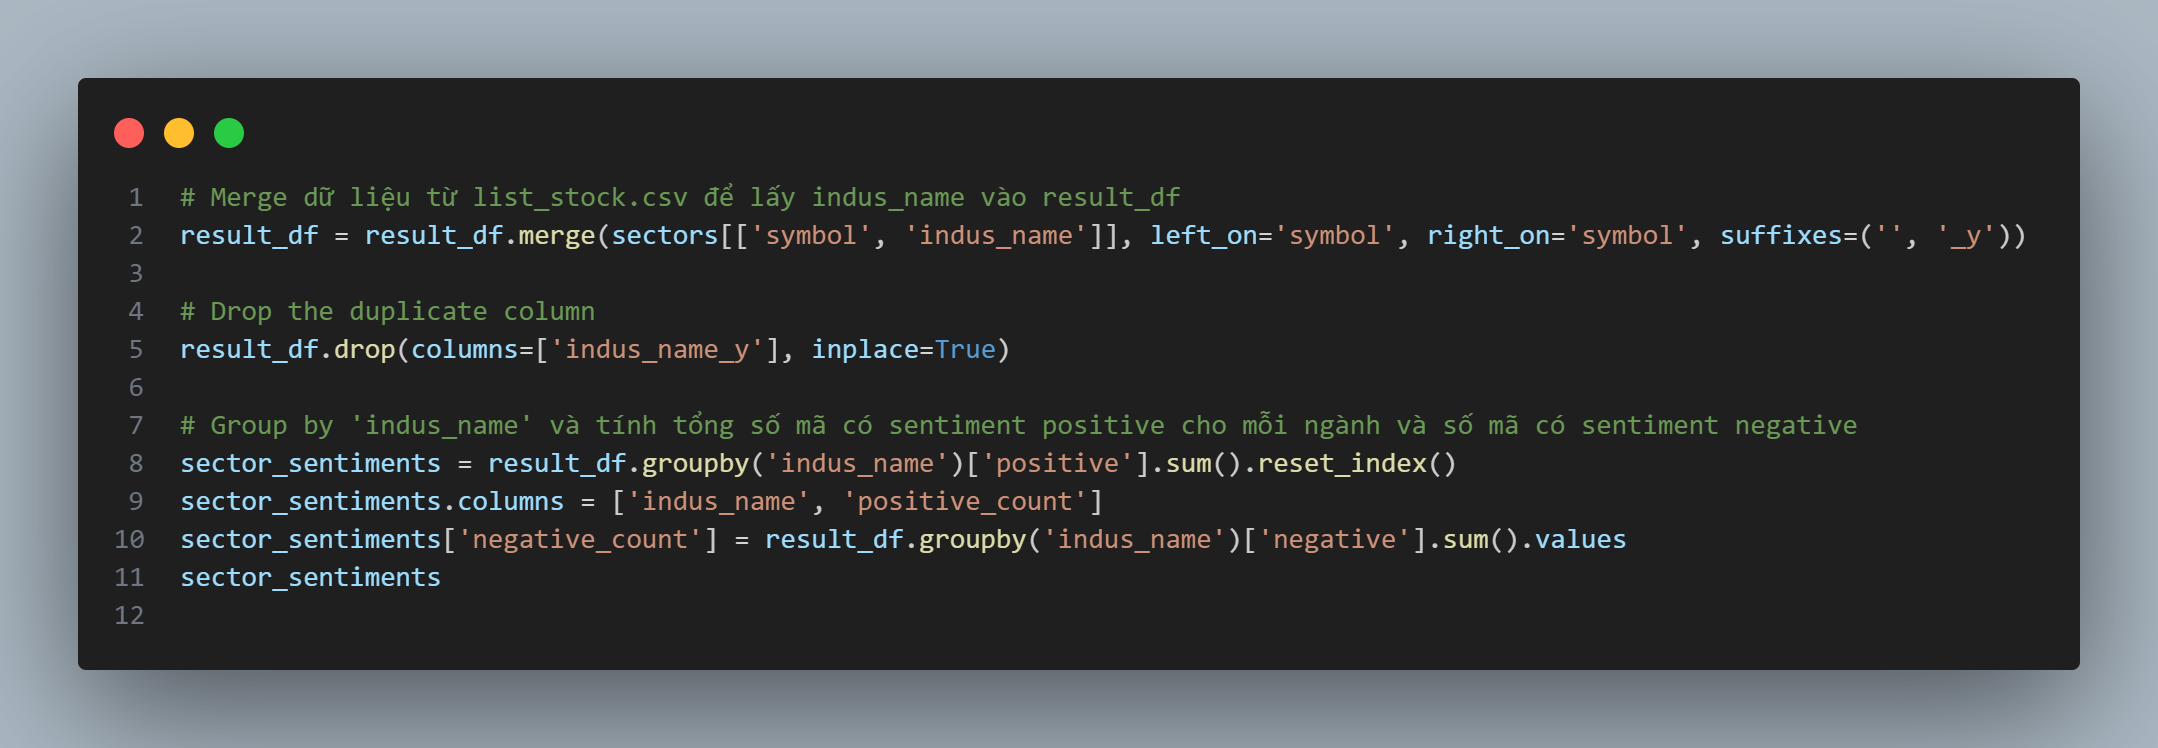 1 # Merge dữ liệu từ list_stock.csv để lấy indus_name vào result_df
2 result_df = result_df.merge(sectors[['symbol', 'indus_name']], left_on='symbol', right_on='symbol', suffixes=('', '_y'))
3
4 # Drop the duplicate column
5 result_df.drop(columns=['indus_name_y'], inplace=True)
6
7 # Group by 'indus_name' và tính tổng số mã có sentiment positive cho mỗi ngành và số mã có sentiment negative
8 sector_sentiments = result_df.groupby('indus_name')['positive'].sum().reset_index()
9 sector_sentiments.columns = ['indus_name', 'positive_count']
10 sector_sentiments['negative_count'] = result_df.groupby('indus_name')['negative'].sum().values
11 sector_sentiments
12